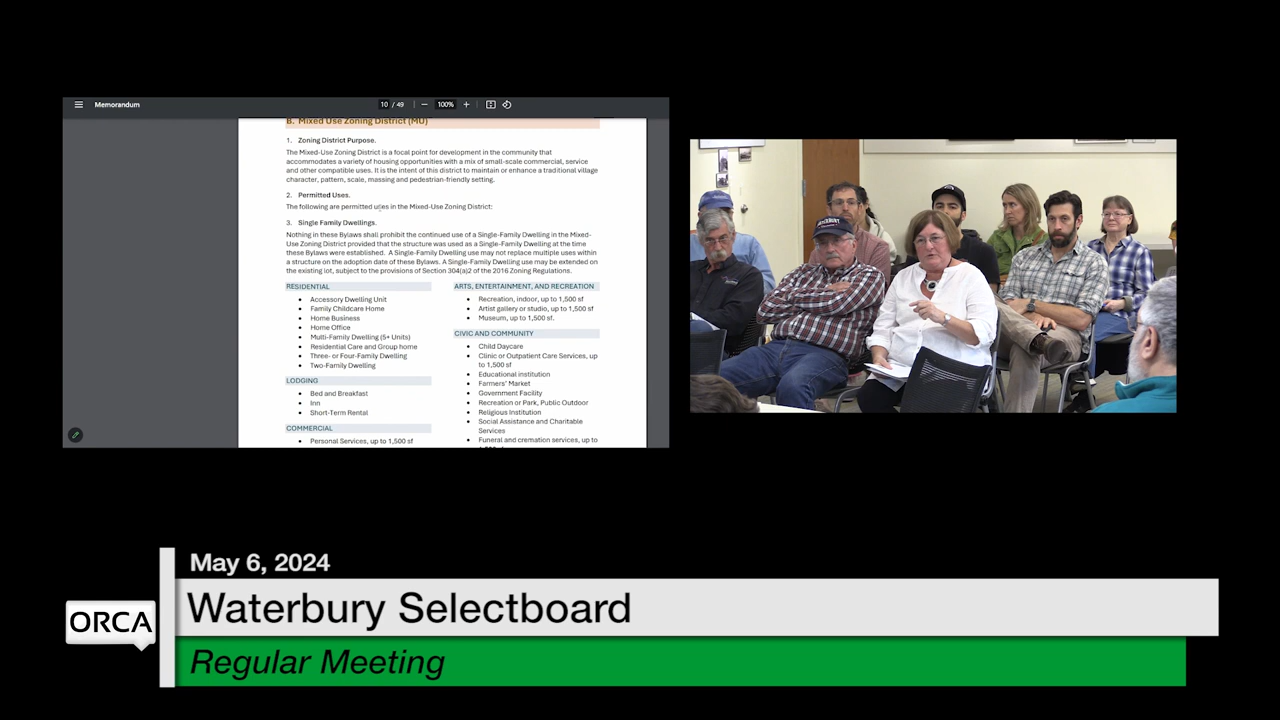 Memorandum
10 / 49
100%
B. Mixed Use Zoning District (MU)
1. Zoning District Purpose.
The Mixed-Use Zoning District is a focal point for development in the community that
accommodates a variety of housing opportunities with a mix of small-scale commercial, service
and other compatible uses. It is the intent of this district to maintain or enhance a traditional village
character, pattern, scale, massing and pedestrian-friendly setting.
2. Permitted Uses.
The following are permitted uses in the Mixed-Use Zoning District:
3. Single Family Dwellings.
Nothing in these Bylaws shall prohibit the continued use of a Single-Family Dwelling in the Mixed-
Use Zoning District provided that the structure was used as a Single-Family Dwelling at the time
these Bylaws were established. A Single-Family Dwelling use may not replace multiple uses within
a structure on the adoption date of these Bylaws. A Single-Family Dwelling use may be extended on
the existing lot, subject to the provisions of Section 304(a)2 of the 2016 Zoning Regulations.
RESIDENTIAL
• Accessory Dwelling Unit
• Family Childcare Home
• Home Business
• Home Office
• Multi-Family Dwelling (5+ Units)
• Residential Care and Group home
• Three- or Four-Family Dwelling
• Two-Family Dwelling
LODGING
• Bed and Breakfast
• Inn
• Short-Term Rental
COMMERCIAL
• Personal Services, up to 1,500 sf
ARTS, ENTERTAINMENT, AND RECREATION
• Recreation, indoor, up to 1,500 sf
• Artist gallery or studio, up to 1,500 sf
• Museum, up to 1,500 sf.
CIVIC AND COMMUNITY
• Child Daycare
• Clinic or Outpatient Care Services, up
to 1,500 sf
• Educational institution
• Farmers' Market
• Government Facility
• Recreation or Park, Public Outdoor
• Religious Institution
• Social Assistance and Charitable
Services
• Funeral and cremation services, up to
May 6, 2024
ORCA
Waterbury Selectboard
Regular Meeting